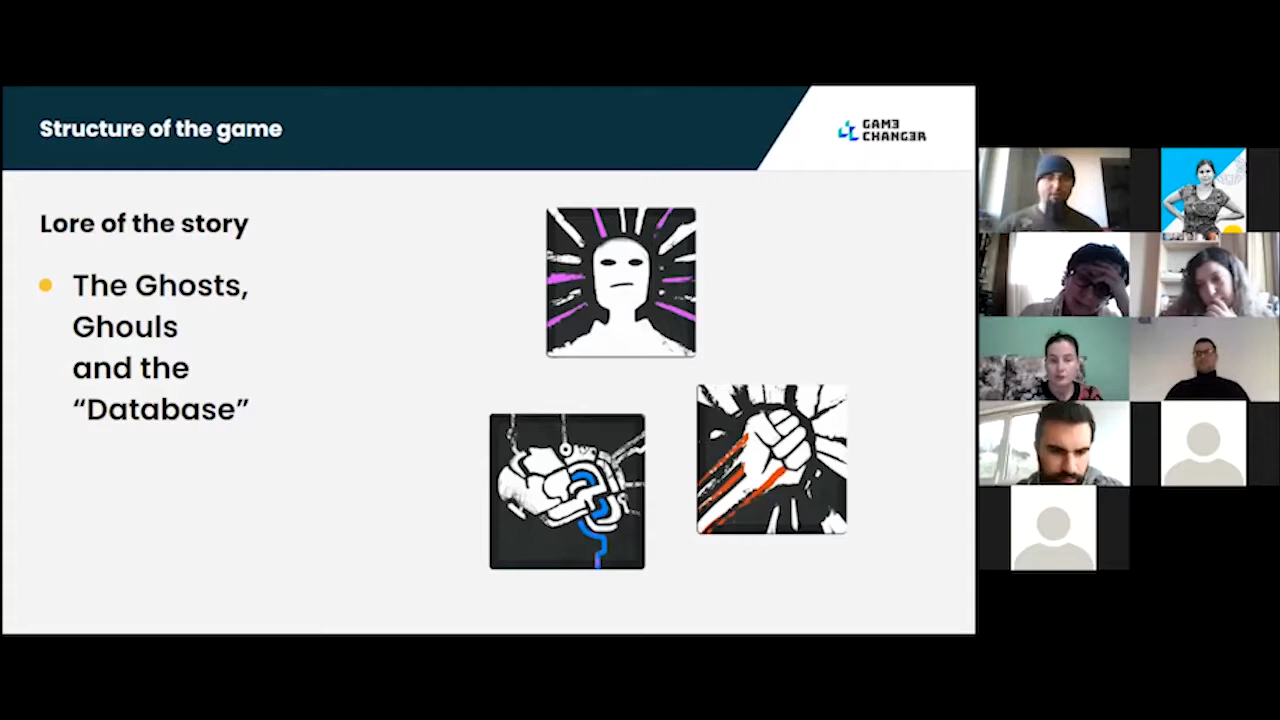 Structure of the game
GAM3
CHANG3R
Lore of the story
The Ghosts,
Ghouls
and the
“Database”